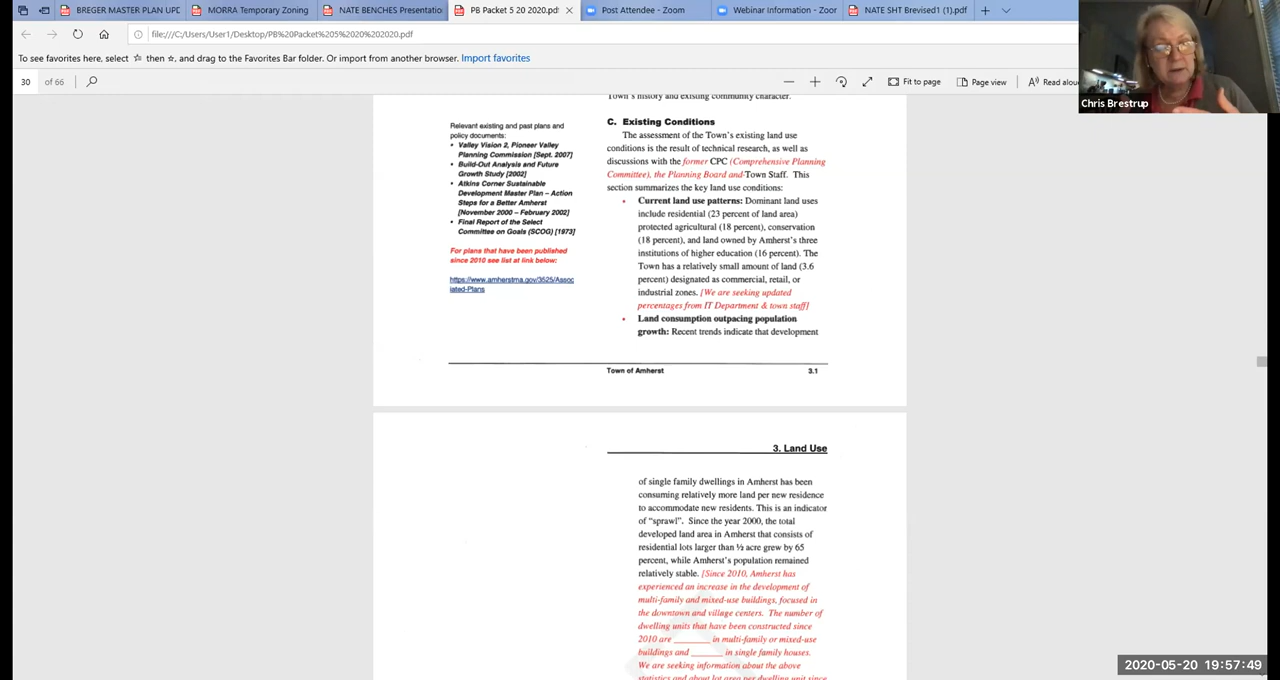 BREGER MASTER PLAN UPD
MORRA Temporary Zoning
NATE BENCHES Presentatio
PB Packet 5 20 2020.pdf
Post Attendee - Zoom
Webinar Information - Zoom
NATE SHT Brevised1 (1).pdf
file:///C:/Users/User1/Desktop/PB%20Packet%205%2020%202020.pdf
To see favorites here, select ☆ then ☆, and drag to the Favorites Bar folder. Or import from another browser. Import favorites
30 of 66
Fit to page
Page view
Read alou
Chris Brestrup
Town's history and existing community character.
Relevant existing and past plans and
policy documents:
• Valley Vision 2, Pioneer Valley
Planning Commission [Sept. 2007]
• Build-Out Analysis and Future
Growth Study [2002]
• Atkins Corner Sustainable
Development Master Plan – Action
Steps for a Better Amherst
[November 2000 – February 2002]
• Final Report of the Select
Committee on Goals (SCOG) [1973]
For plans that have been published
since 2010 see list at link below:
https://www.amherstma.gov/3525/Assoc
iated-Plans
C. Existing Conditions
The assessment of the Town's existing land use
conditions is the result of technical research, as well as
discussions with the former CPC (Comprehensive Planning
Committee), the Planning Board and Town Staff. This
section summarizes the key land use conditions:
• Current land use patterns: Dominant land uses
include residential (23 percent of land area)
protected agricultural (18 percent), conservation
(18 percent), and land owned by Amherst's three
institutions of higher education (16 percent). The
Town has a relatively small amount of land (3.6
percent) designated as commercial, retail, or
industrial zones. [We are seeking updated
percentages from IT Department & town staff]
• Land consumption outpacing population
growth: Recent trends indicate that development
Town of Amherst 3.1
3. Land Use
of single family dwellings in Amherst has been
consuming relatively more land per new residence
to accommodate new residents. This is an indicator
of "sprawl". Since the year 2000, the total
developed land area in Amherst that consists of
residential lots larger than ½ acre grew by 65
percent, while Amherst's population remained
relatively stable. [Since 2010, Amherst has
experienced an increase in the development of
multi-family and mixed-use buildings, focused in
the downtown and village centers. The number of
dwelling units that have been constructed since
2010 are ________ in multi-family or mixed-use
buildings and _______ in single family houses.
We are seeking information about the above
statistics and about lot area per dwelling unit since
2020-05-20 19:57:49